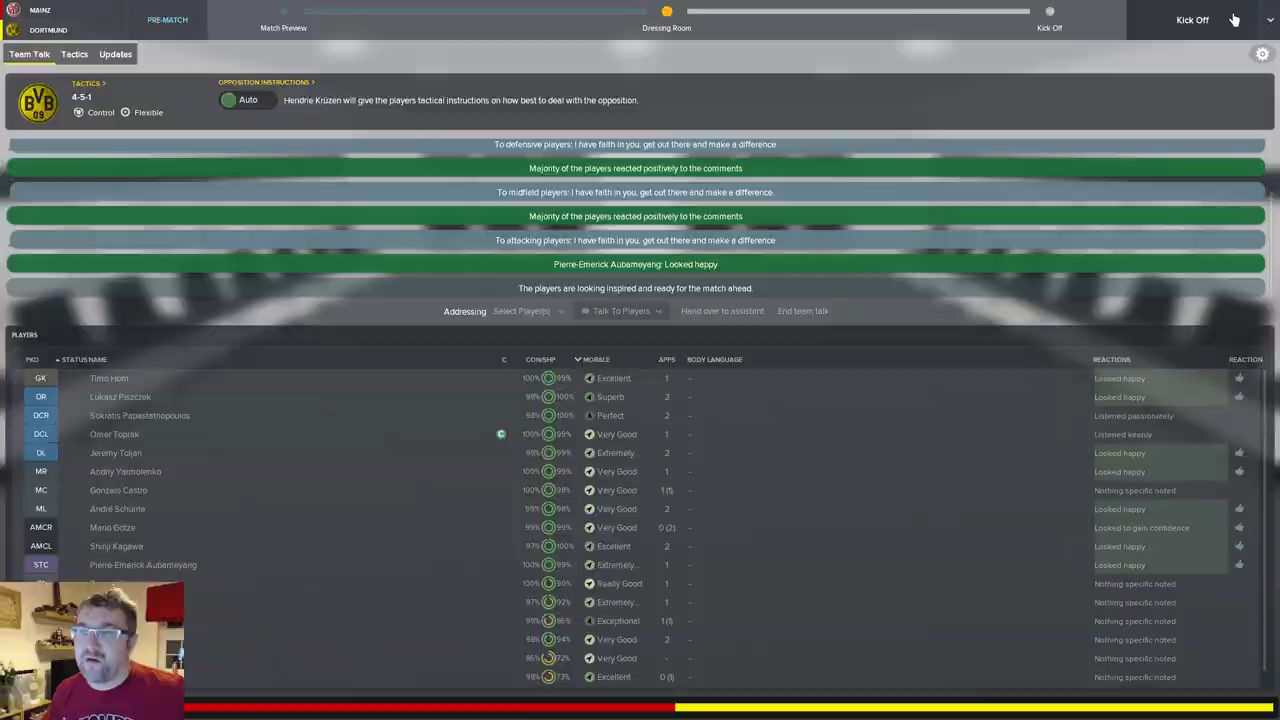 MAINZ
DORTMUND
PRE-MATCH
Match Preview
Dressing Room
Kick Off
Kick Off
Team Talk Tactics Updates
TACTICS >
4-5-1
Control Flexible
OPPOSITION INSTRUCTIONS >
Auto Hendrie Krüzen will give the players tactical instructions on how best to deal with the opposition.
To defensive players: I have faith in you, get out there and make a difference
Majority of the players reacted positively to the comments
To midfield players: I have faith in you, get out there and make a difference.
Majority of the players reacted positively to the comments
To attacking players: I have faith in you, get out there and make a difference
Pierre-Emerick Aubameyang: Looked happy
The players are looking inspired and ready for the match ahead.
Addressing Select Player(s) Talk To Players Hand over to assistant End team talk
PLAYERS
PKD STATUS NAME C CON/SHP MORALE APPS BODY LANGUAGE REACTIONS REACTION
GK Timo Horn 100% 99% Excellent 1 - Looked happy
DR Lukasz Piszczek 98% 100% Superb 2 - Looked happy
DCR Sokratis Papastathopoulos 98% 100% Perfect 2 - Listened passionately
DCL Ömer Toprak C 100% 99% Very Good 1 - Listened keenly
DL Jeremy Toljan 98% 99% Extremely... 2 - Looked happy
MR Andriy Yarmolenko 100% 99% Very Good 1 - Looked happy
MC Gonzalo Castro 100% 98% Very Good 1 (1) - Nothing specific noted
ML André Schürrle 99% 98% Very Good 2 - Looked happy
AMCR Mario Götze 99% 99% Very Good 0 (2) - Looked to gain confidence
AMCL Shinji Kagawa 97% 100% Excellent 2 - Looked happy
STC Pierre-Emerick Aubameyang 100% 99% Extremely... 1 - Looked happy
100% 90% Really Good 1 - Nothing specific noted
97% 92% Extremely... 1 - Nothing specific noted
98% 86% Exceptional 1 (1) - Nothing specific noted
98% 94% Very Good 2 - Nothing specific noted
86% 72% Very Good - - Nothing specific noted
98% 73% Excellent 0 (1) - Nothing specific noted